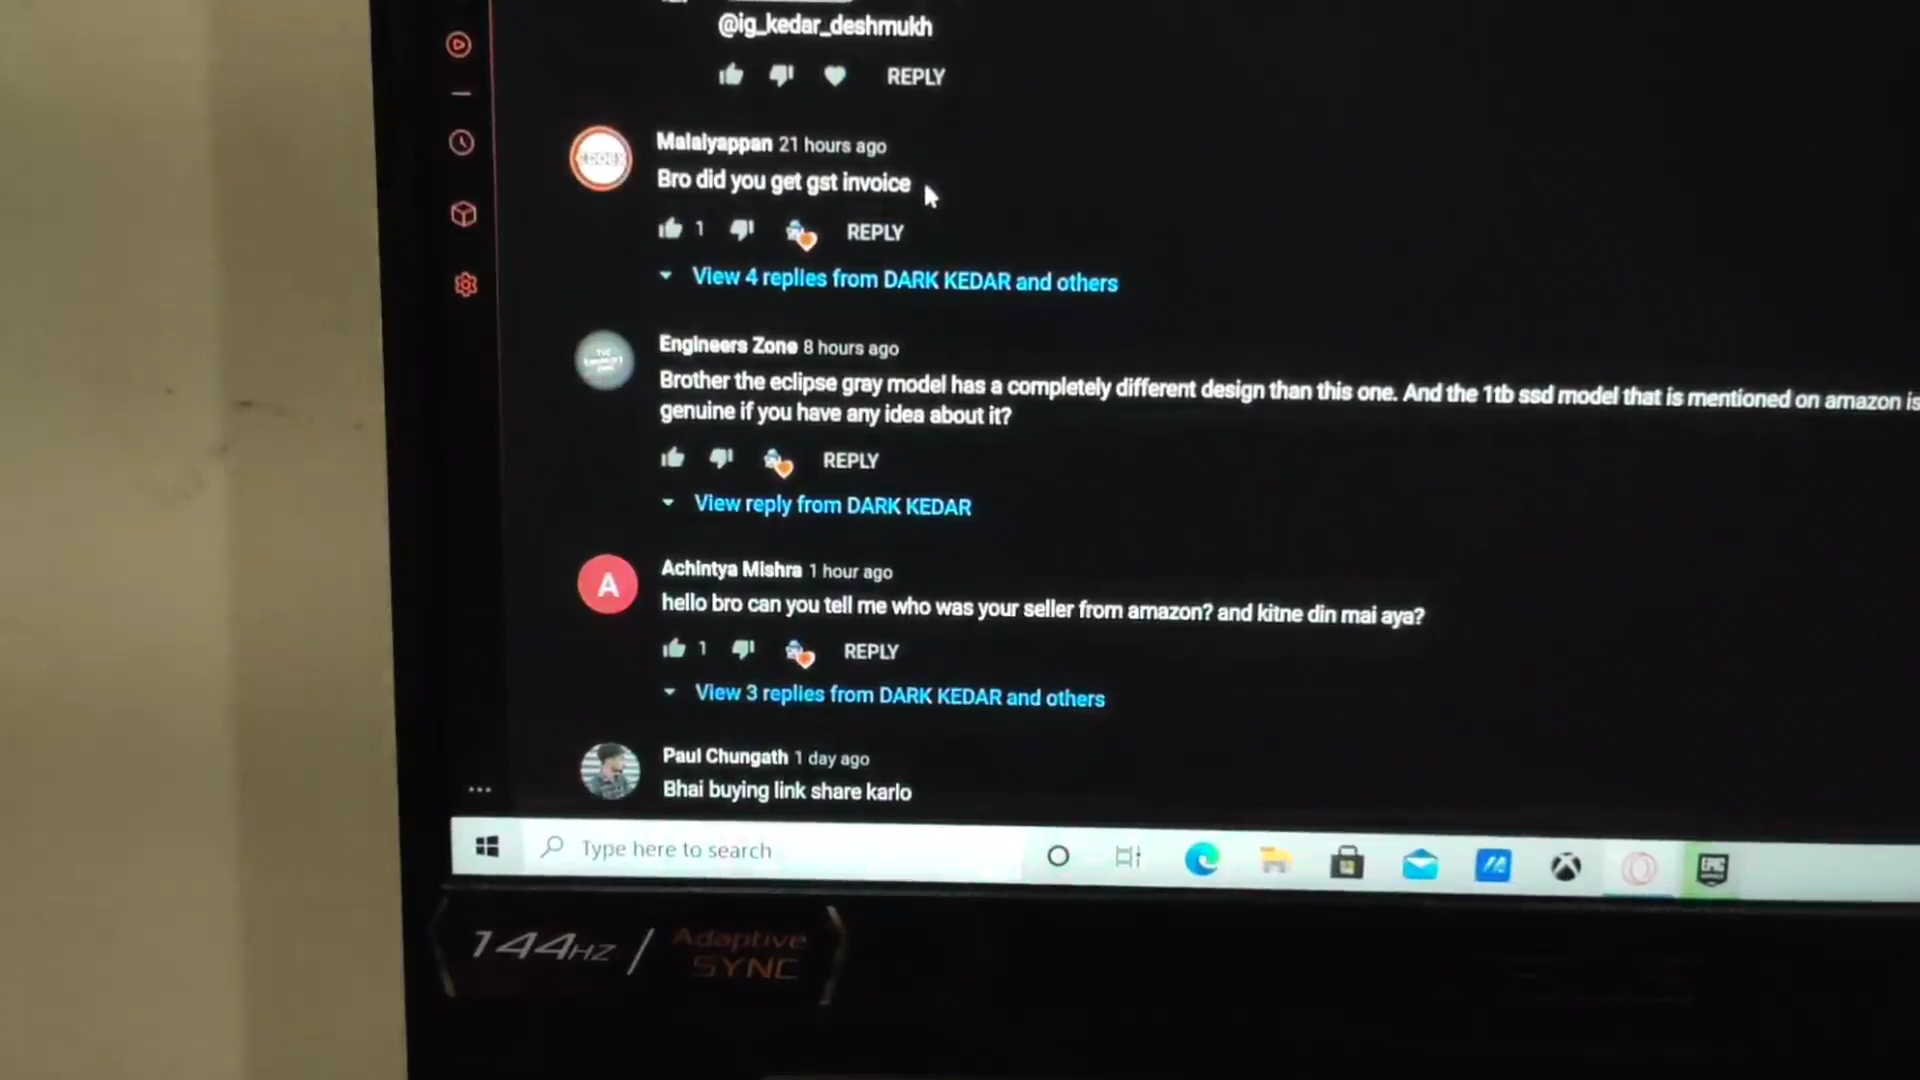 @ig_kedar_deshmukh
REPLY
Malaiyappan 21 hours ago
Bro did you get gst invoice
1 REPLY
View 4 replies from DARK KEDAR and others
Engineers Zone 8 hours ago
Brother the eclipse gray model has a completely different design than this one. And the 1tb ssd model that is mentioned on amazon is
genuine if you have any idea about it?
REPLY
View reply from DARK KEDAR
A
Achintya Mishra 1 hour ago
hello bro can you tell me who was your seller from amazon? and kitne din mai aya?
1 REPLY
View 3 replies from DARK KEDAR and others
Paul Chungath 1 day ago
Bhai buying link share karlo
Type here to search
EPIC
144HZ / Adaptive
SYNC